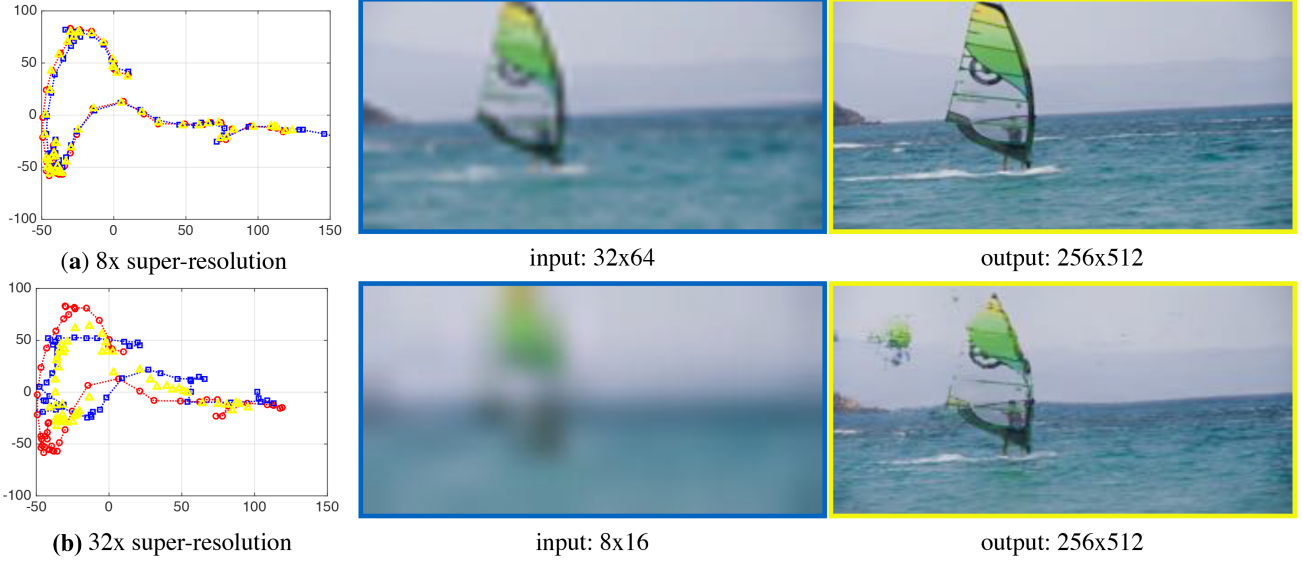 100
50
0
-50
-100
-50 0 50 100 150
(a) 8x super-resolution
input: 32x64
output: 256x512
100
50
0
-50
-100
-50 0 50 100 150
(b) 32x super-resolution
input: 8x16
output: 256x512